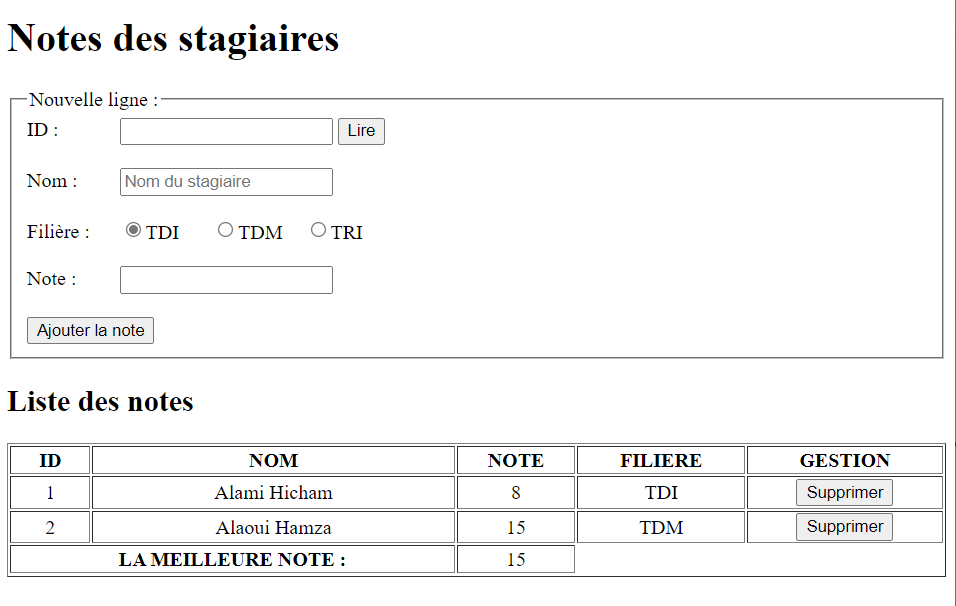 Notes des stagiaires
Nouvelle ligne :
ID : Lire
Nom : Nom du stagiaire
Filière : TDI TDM TRI
Note :
Ajouter la note
Liste des notes
ID NOM NOTE FILIERE GESTION
1 Alami Hicham 8 TDI Supprimer
2 Alaoui Hamza 15 TDM Supprimer
LA MEILLEURE NOTE : 15